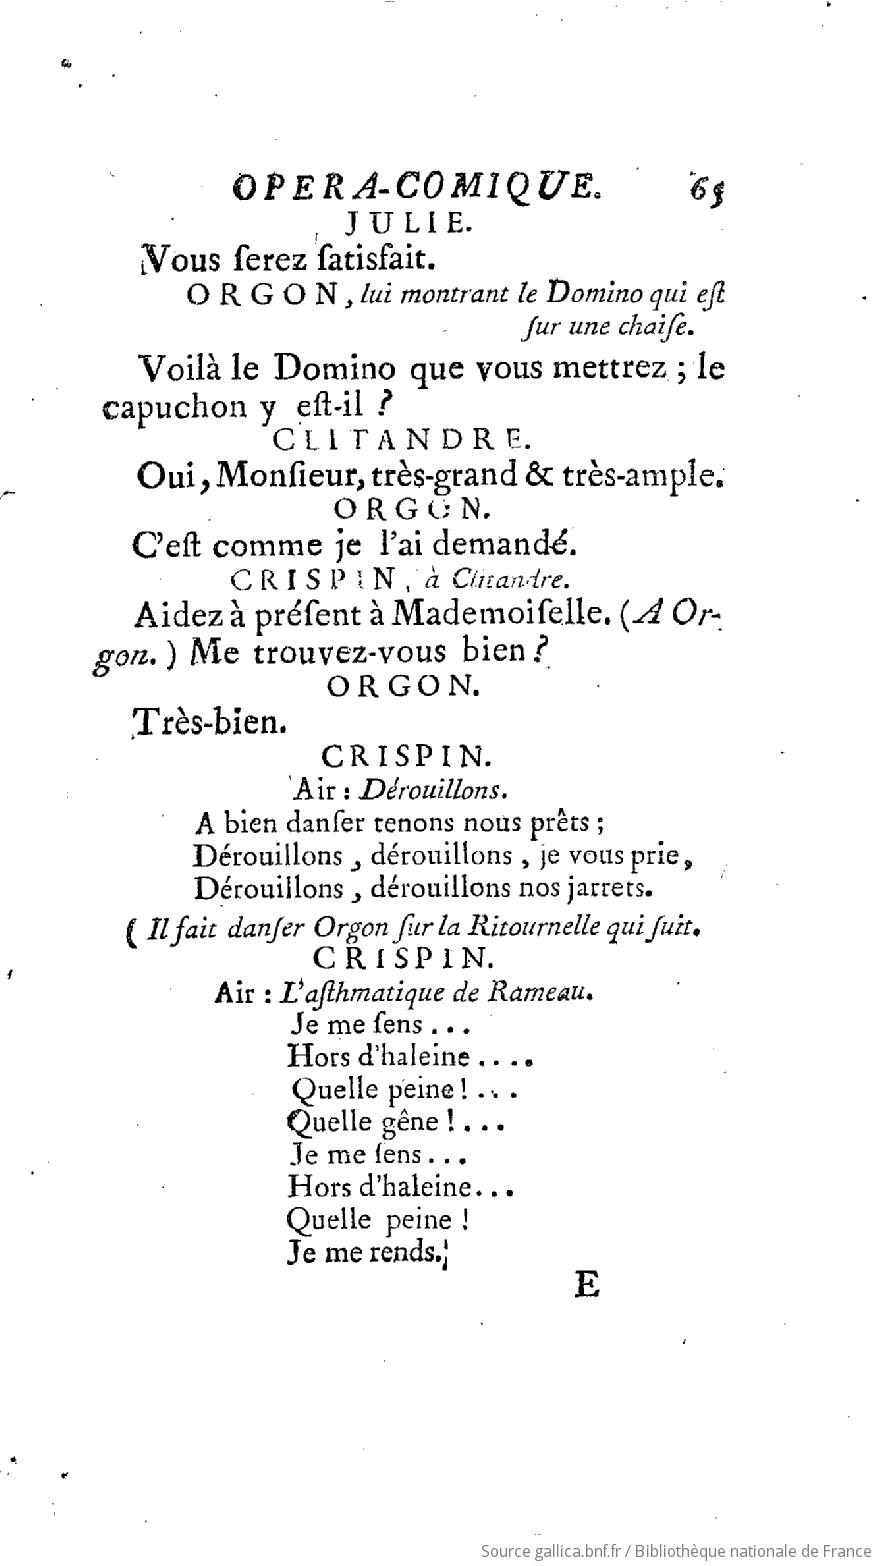 OPERA-COMIQUE. 65
JULIE.
Vous ſerez ſatisfait.
ORGON, lui montrant le Domino qui eſt
ſur une chaiſe.
Voilà le Domino que vous mettrez ; le
capuchon y eſt-il ?
CLITANDRE.
Oui, Monſieur, très-grand & très-ample.
ORGON.
C'eſt comme je l'ai demandé.
CRISPIN, à Clitandre.
Aidez à préſent à Mademoiſelle. (A Or-
gon.) Me trouvez-vous bien ?
ORGON.
Très-bien.
CRISPIN.
Air : Dérouillons.
A bien danſer tenons nous prêts ;
Dérouillons, dérouillons, je vous prie,
Dérouillons, dérouillons nos jarrets.
( Il fait danſer Orgon ſur la Ritournelle qui ſuit.
CRISPIN.
Air : L'aſthmatique de Rameau.
Je me ſens . . .
Hors d'haleine . . . .
Quelle peine ! . . .
Quelle gêne ! . . .
Je me ſens . . .
Hors d'haleine. . .
Quelle peine !
Je me rends.
E
Source gallica.bnf.fr / Bibliothèque nationale de France